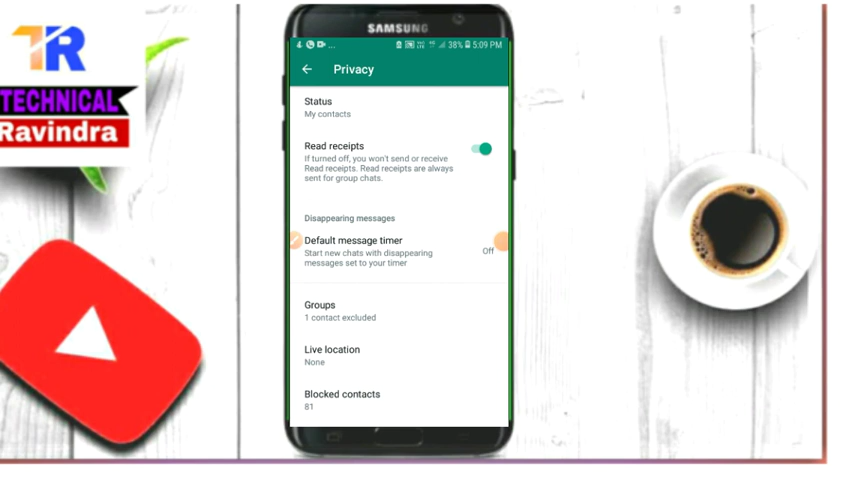 TR
TECHNICAL
Ravindra
SAMSUNG
38% 5:09 PM
Privacy
Status
My contacts
Read receipts
If turned off, you won't send or receive
Read receipts. Read receipts are always
sent for group chats.
Disappearing messages
Default message timer
Start new chats with disappearing
messages set to your timer
Off
Groups
1 contact excluded
Live location
None
Blocked contacts
81